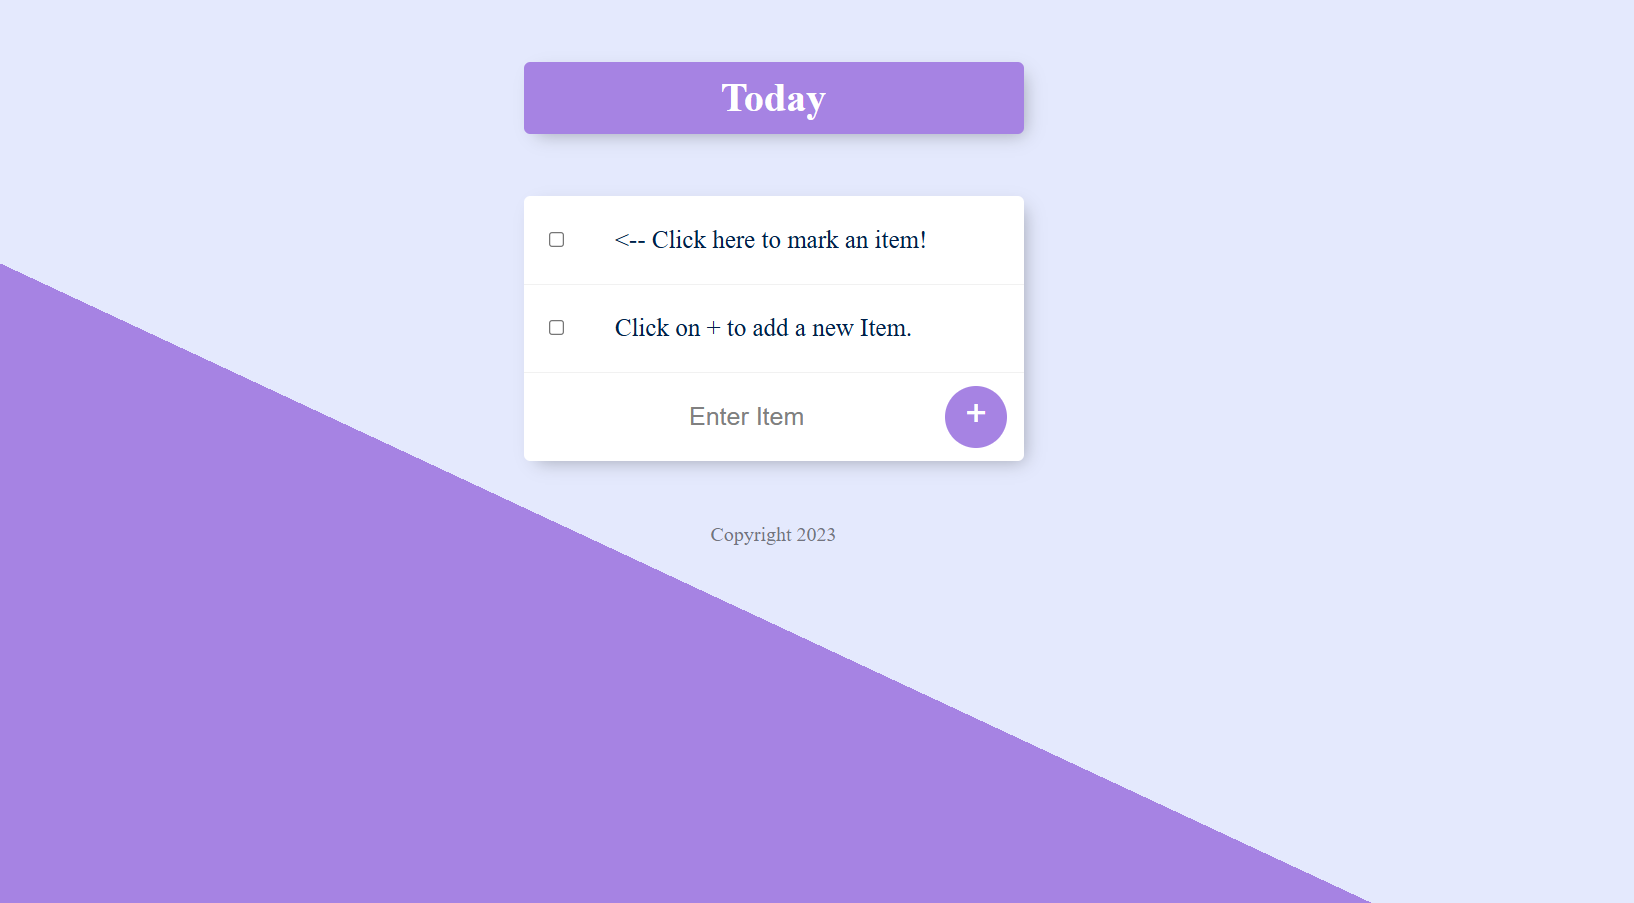 Today
<-- Click here to mark an item!
Click on + to add a new Item.
Enter Item +
Copyright 2023